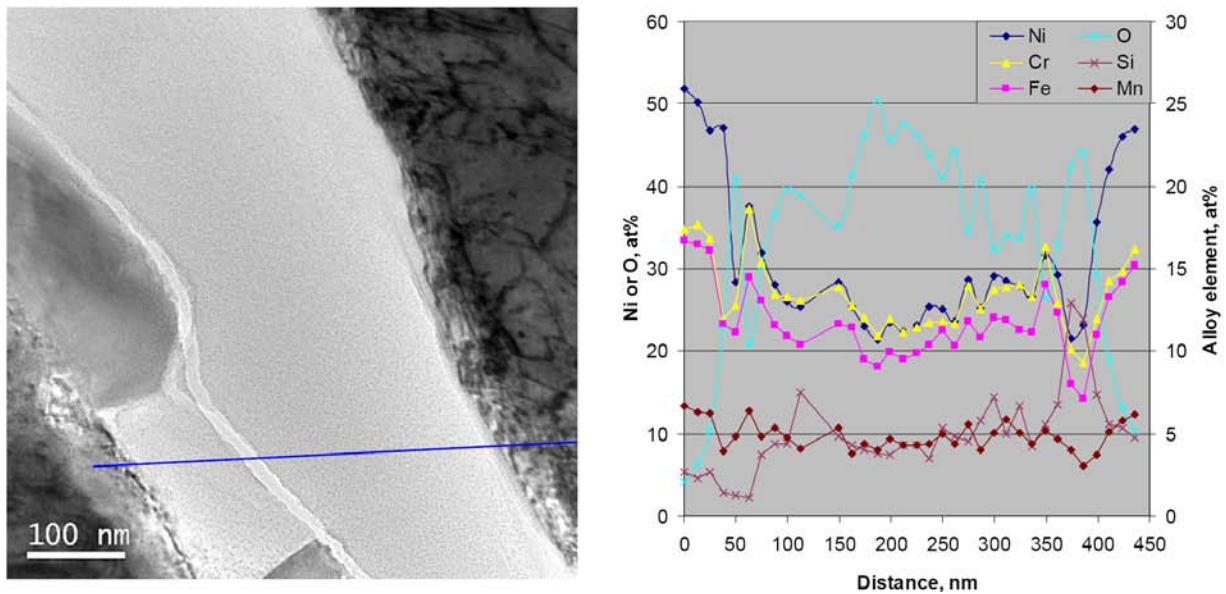 100 nm
60
50
40
30
20
10
0
Ni or O, at%
Ni
O
Cr
Si
Fe
Mn
30
25
20
15
10
5
0
Alloy element, at%
0 50 100 150 200 250 300 350 400 450
Distance, nm